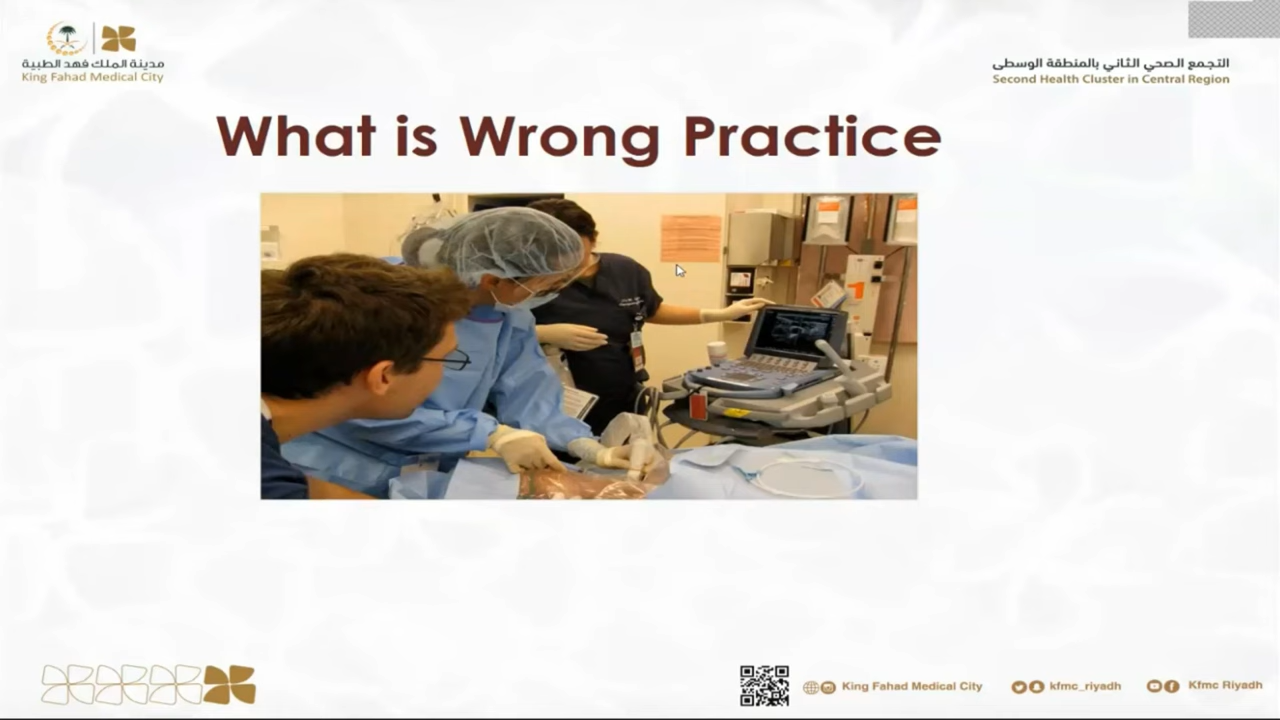 مدينة الملك فهد الطبية
King Fahad Medical City
التجمع الصحي الثاني بالمنطقة الوسطى
Second Health Cluster in Central Region
What is Wrong Practice
1
King Fahad Medical City
kfmc_riyadh
Kfmc Riyadh